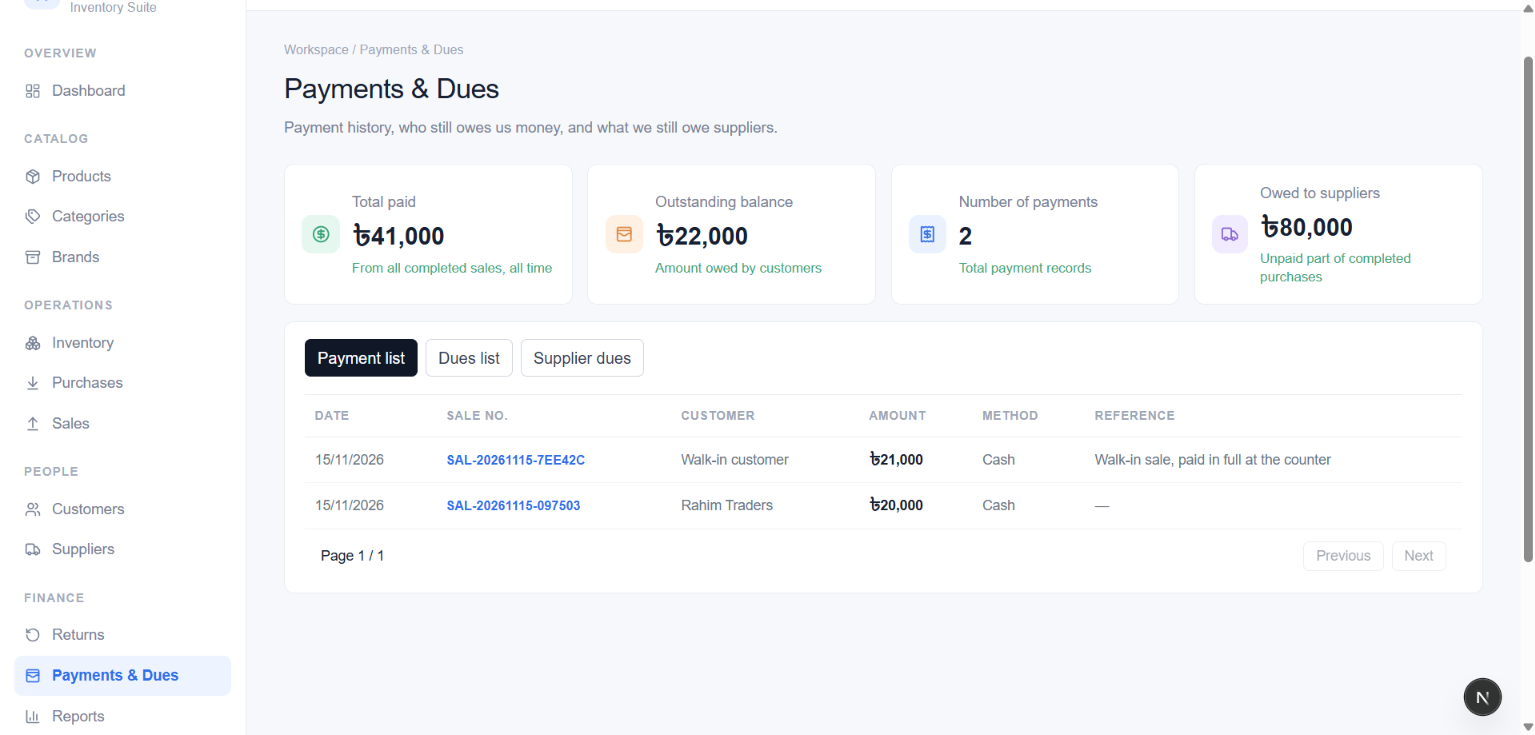 Inventory Suite
OVERVIEW
Dashboard
CATALOG
Products
Categories
Brands
OPERATIONS
Inventory
Purchases
Sales
PEOPLE
Customers
Suppliers
FINANCE
Returns
Payments & Dues
Reports
Workspace / Payments & Dues
Payments & Dues
Payment history, who still owes us money, and what we still owe suppliers.
Total paid
৳41,000
From all completed sales, all time
Outstanding balance
৳22,000
Amount owed by customers
Number of payments
2
Total payment records
Owed to suppliers
৳80,000
Unpaid part of completed
purchases
Payment list Dues list Supplier dues
DATE SALE NO. CUSTOMER AMOUNT METHOD REFERENCE
15/11/2026 SAL-20261115-7EE42C Walk-in customer ৳21,000 Cash Walk-in sale, paid in full at the counter
15/11/2026 SAL-20261115-097503 Rahim Traders ৳20,000 Cash —
Page 1 / 1 Previous Next
N